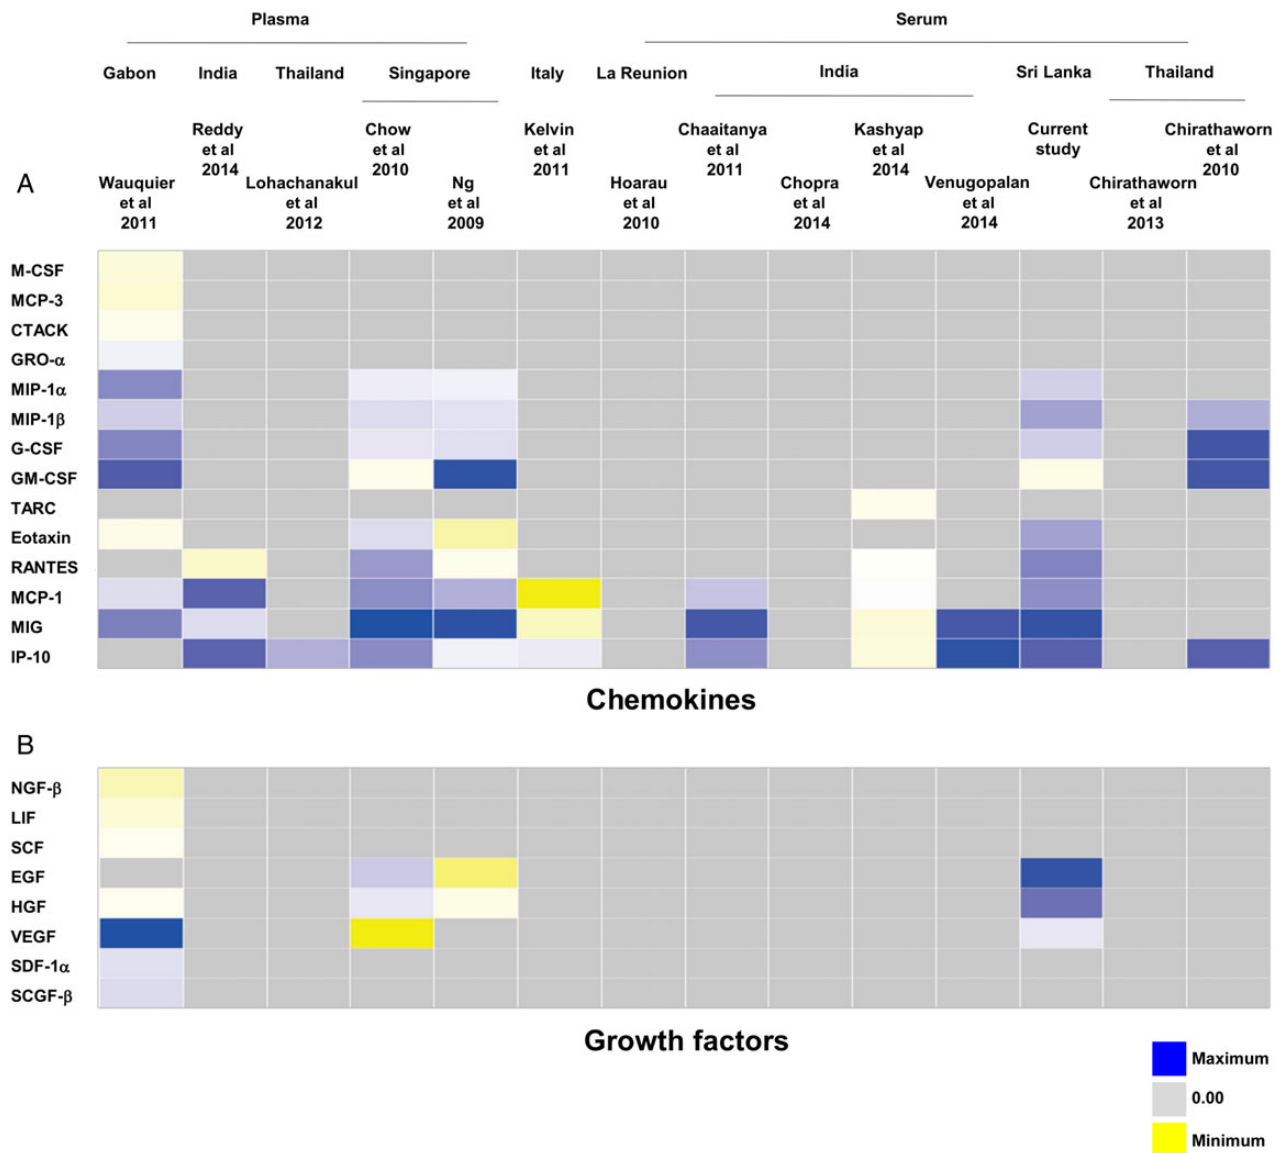 Plasma Serum
Gabon India Thailand Singapore Italy La Reunion India Sri Lanka Thailand
Reddy et al 2014
Chow et al 2010
Kelvin et al 2011
Chaaitanya et al 2011
Kashyap et al 2014
Current study
Chirathaworn et al 2010
A
Wauquier et al 2011
Lohachanakul et al 2012
Ng et al 2009
Hoarau et al 2010
Chopra et al 2014
Venugopalan et al 2014
Chirathaworn et al 2013
M-CSF
MCP-3
CTACK
GRO-α
MIP-1α
MIP-1β
G-CSF
GM-CSF
TARC
Eotaxin
RANTES
MCP-1
MIG
IP-10
Chemokines
B
NGF-β
LIF
SCF
EGF
HGF
VEGF
SDF-1α
SCGF-β
Growth factors
Maximum
0.00
Minimum